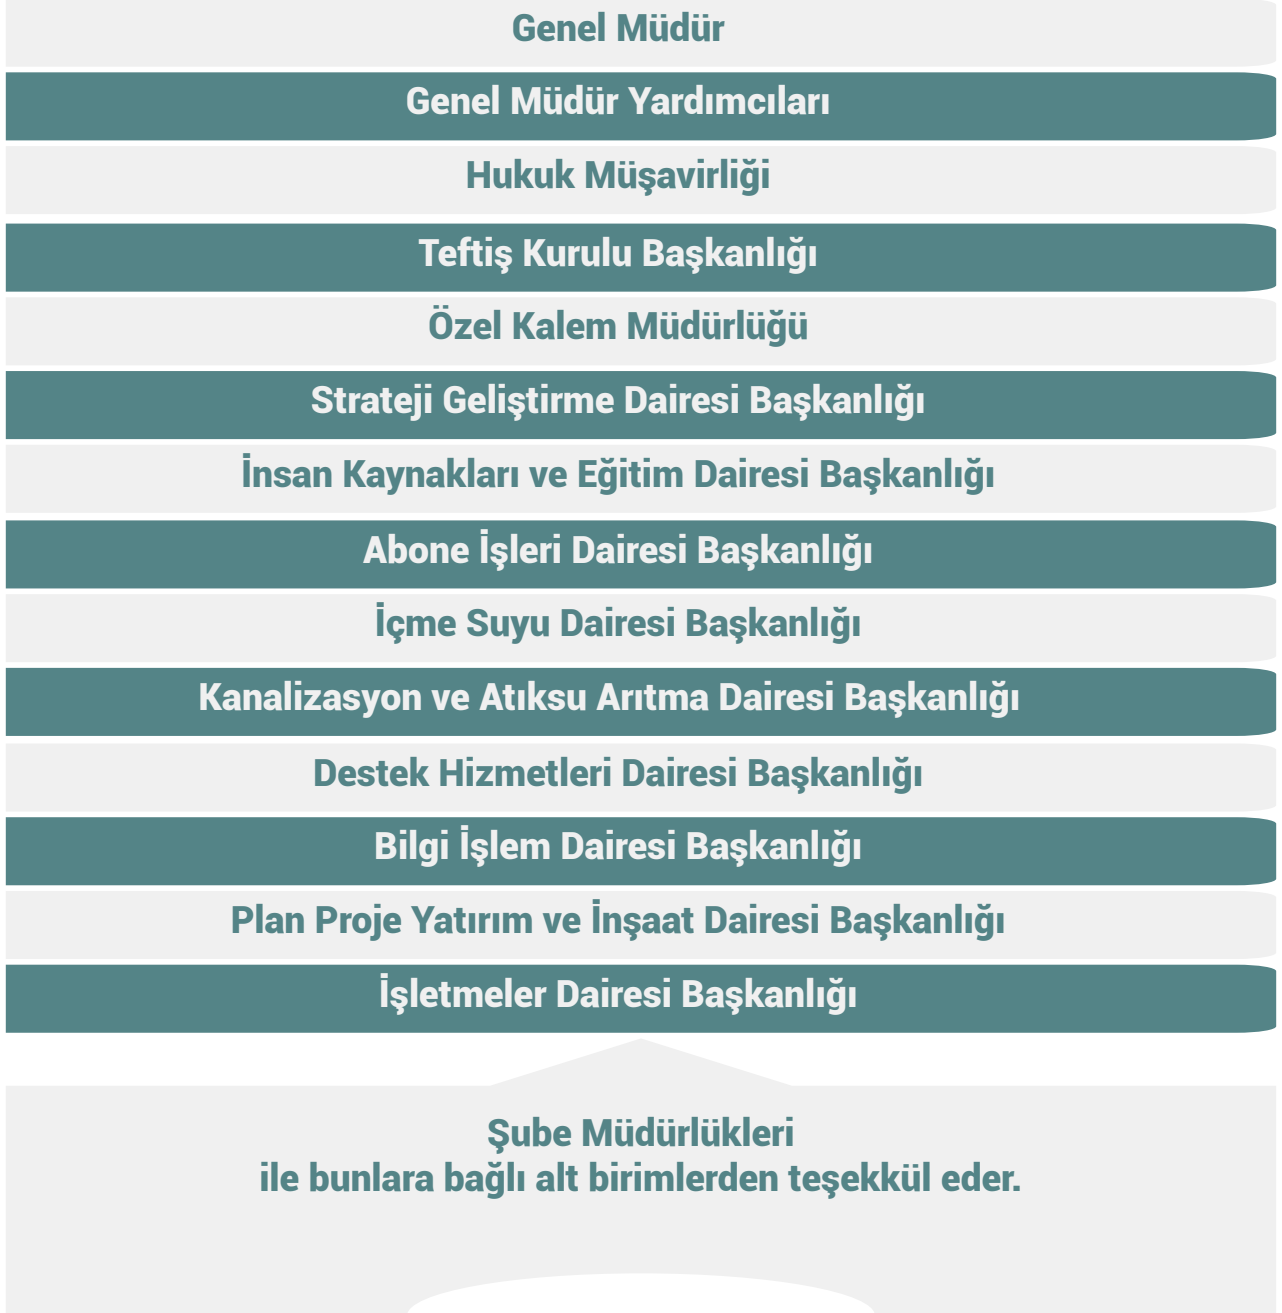 Genel Müdür
Genel Müdür Yardımcıları
Hukuk Müşavirliği
Teftiş Kurulu Başkanlığı
Özel Kalem Müdürlüğü
Strateji Geliştirme Dairesi Başkanlığı
İnsan Kaynakları ve Eğitim Dairesi Başkanlığı
Abone İşleri Dairesi Başkanlığı
İçme Suyu Dairesi Başkanlığı
Kanalizasyon ve Atıksu Arıtma Dairesi Başkanlığı
Destek Hizmetleri Dairesi Başkanlığı
Bilgi İşlem Dairesi Başkanlığı
Plan Proje Yatırım ve İnşaat Dairesi Başkanlığı
İşletmeler Dairesi Başkanlığı
Şube Müdürlükleri
ile bunlara bağlı alt birimlerden teşekkül eder.